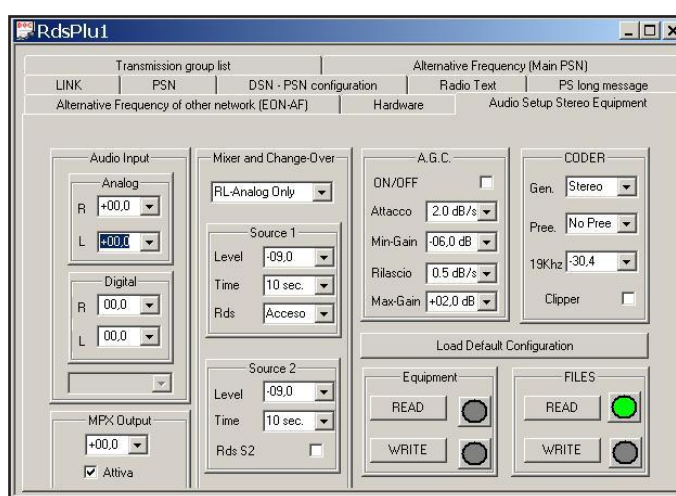 RdsPlu1
Transmission group list
Alternative Frequency (Main PSN)
LINK
PSN
DSN - PSN configuration
Radio Text
PS long message
Alternative Frequency of other network (EON-AF)
Hardware
Audio Setup Stereo Equipment
Audio Input
Analog
R +00,0
L +00,0
Digital
R 00,0
L 00,0
MPX Output
+00,0
Attiva
Mixer and Change-Over
RL-Analog Only
Source 1
Level -09,0
Time 10 sec.
Rds Acceso
Source 2
Level -09,0
Time 10 sec.
Rds S2
A.G.C.
ON/OFF
Attacco 2.0 dB/s
Min-Gain -06,0 dB
Rilascio 0.5 dB/s
Max-Gain +02,0 dB
CODER
Gen. Stereo
Pree. No Pree
19Khz -30,4
Clipper
Load Default Configuration
Equipment
READ
WRITE
FILES
READ
WRITE